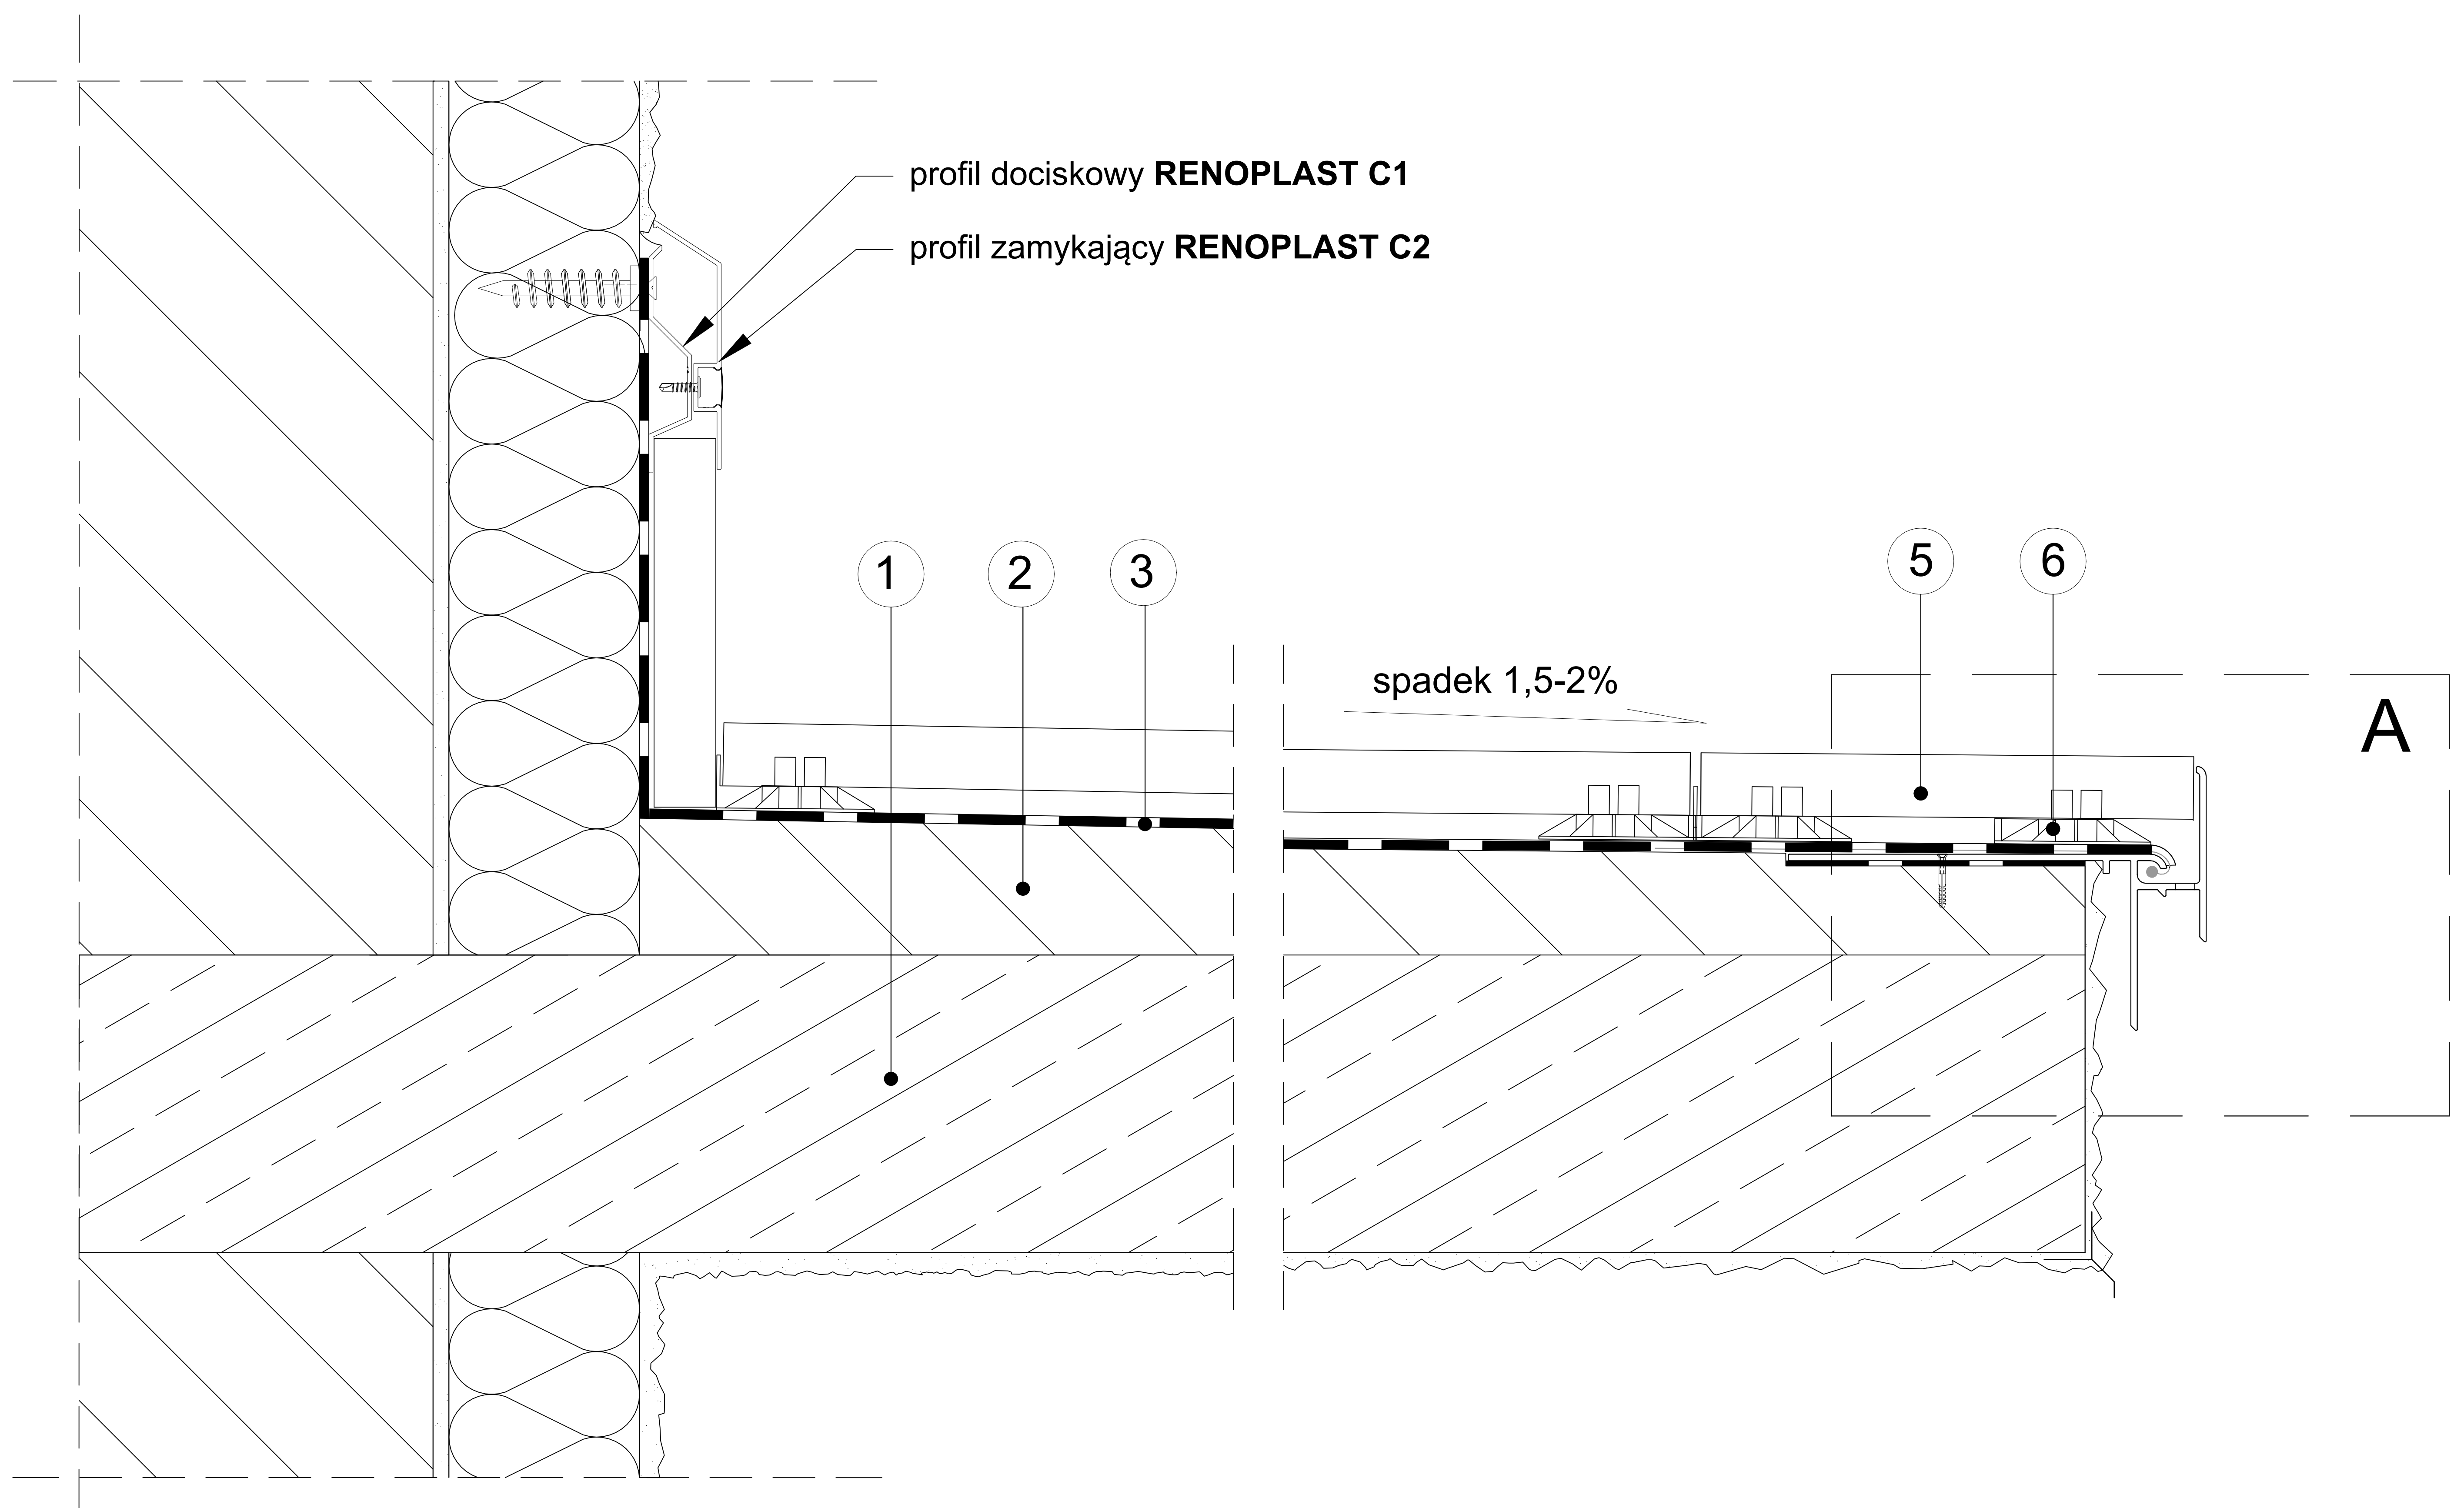 profil dociskowy RENOPLAST C1
profil zamykający RENOPLAST C2
1 2 3 5 6
spadek 1,5-2%
A